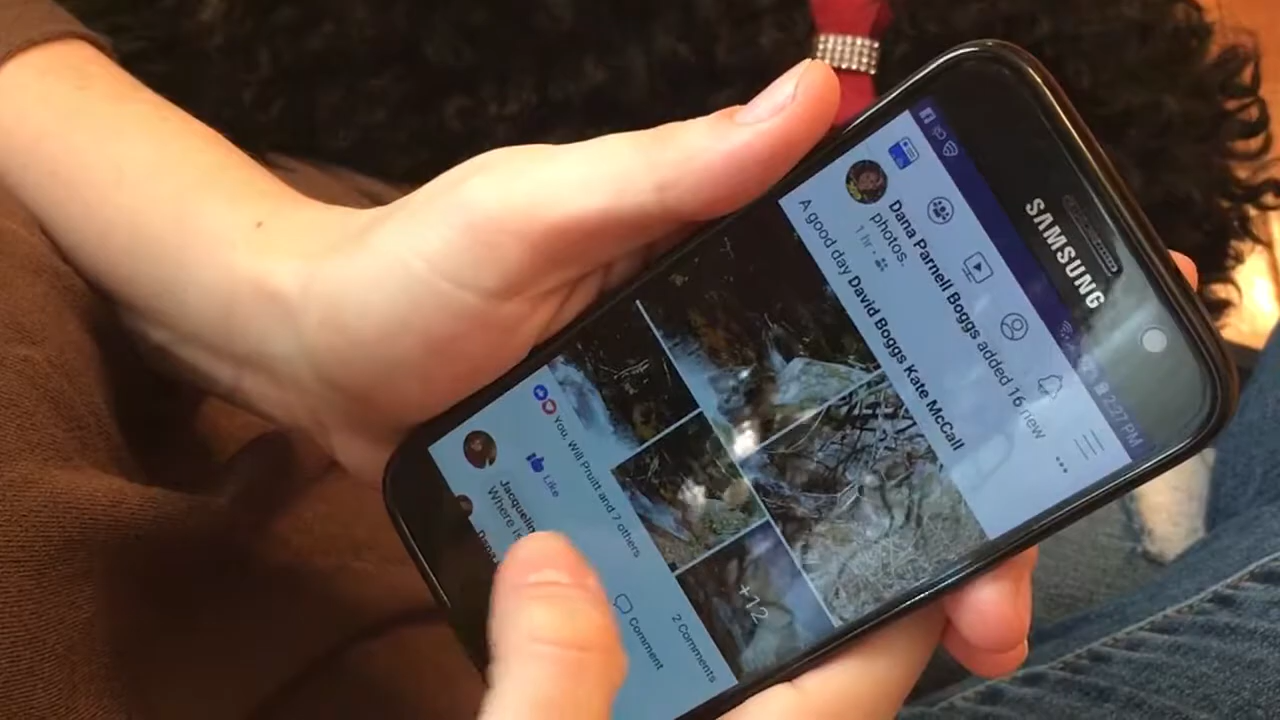 SAMSUNG
2:27 PM
Dana Parnell Boggs added 16 new
photos.
1 hr
A good day David Boggs Kate McCall
+12
You, Will Pruitt and 7 others
2 Comments
Like
Comment
Where is